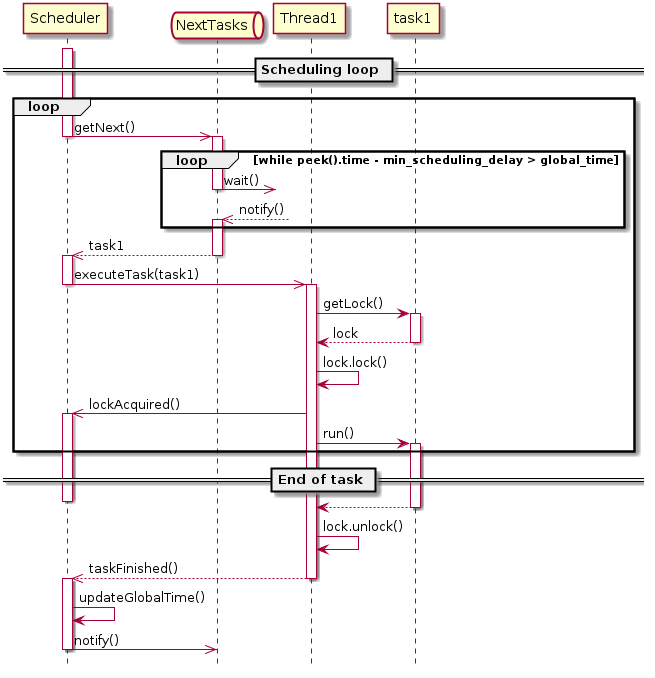 Scheduler
NextTasks
Thread1
task1
Scheduling loop
loop
getNext()
loop [while peek().time - min_scheduling_delay > global_time]
wait()
notify()
task1
executeTask(task1)
getLock()
lock
lock.lock()
lockAcquired()
run()
End of task
lock.unlock()
taskFinished()
updateGlobalTime()
notify()